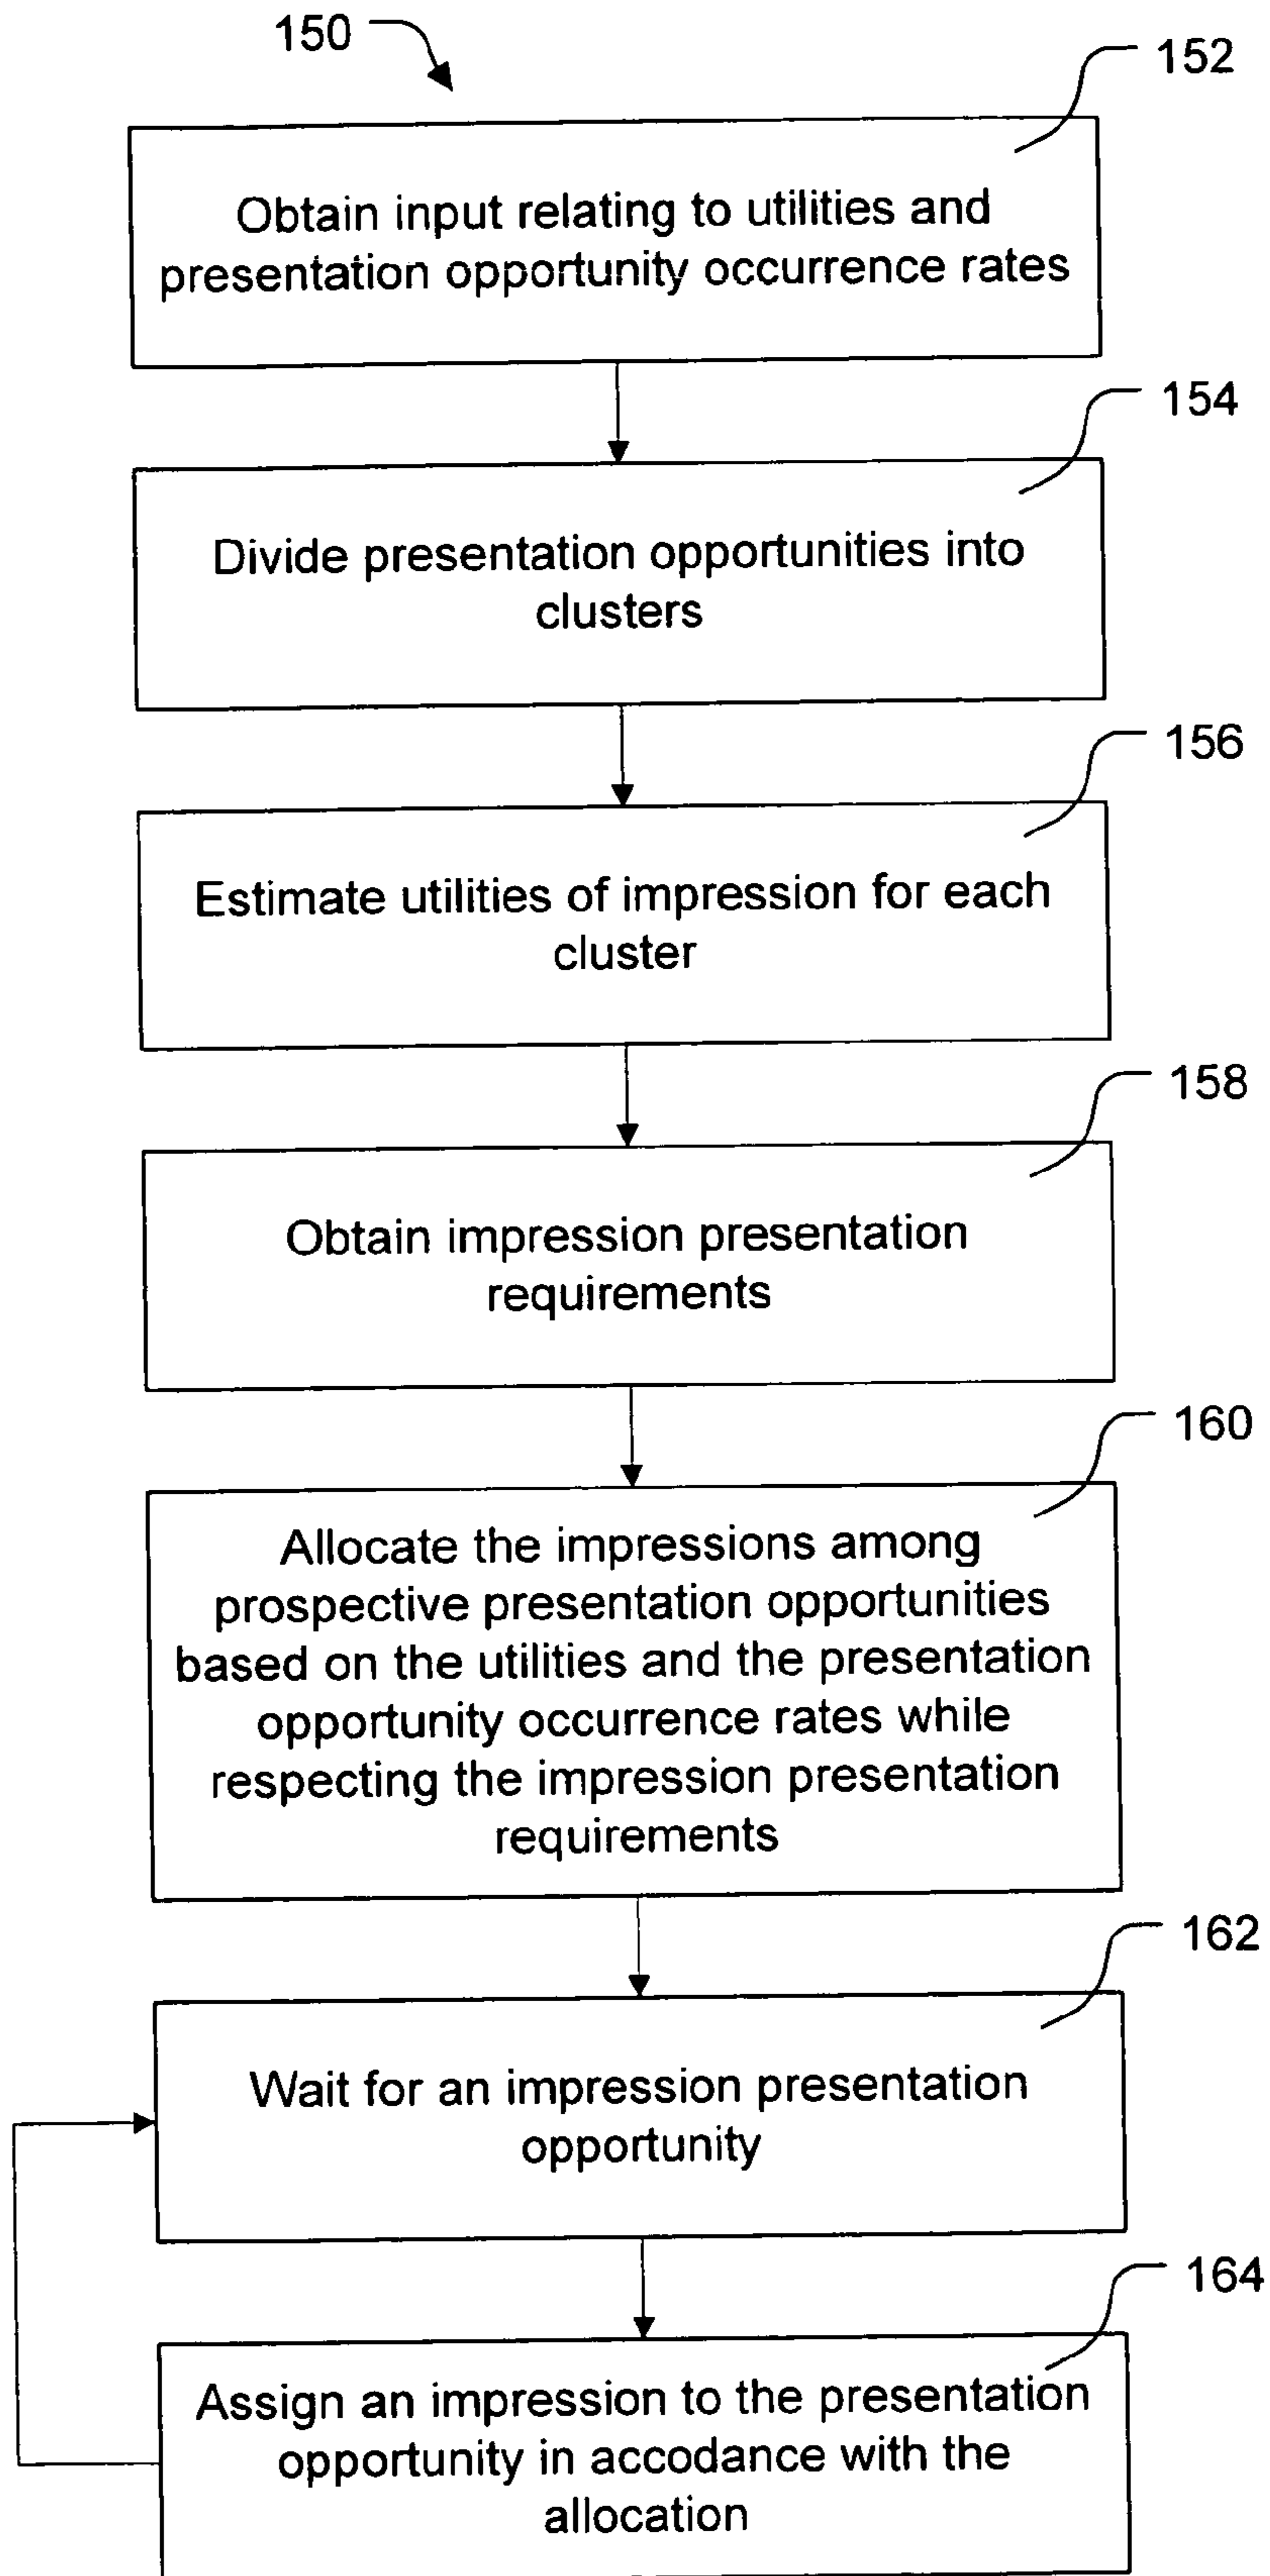 150
152
Obtain input relating to utilities and
presentation opportunity occurrence rates
154
Divide presentation opportunities into
clusters
156
Estimate utilities of impression for each
cluster
158
Obtain impression presentation
requirements
160
Allocate the impressions among
prospective presentation opportunities
based on the utilities and the presentation
opportunity occurrence rates while
respecting the impression presentation
requirements
162
Wait for an impression presentation
opportunity
164
Assign an impression to the presentation
opportunity in accodance with the
allocation